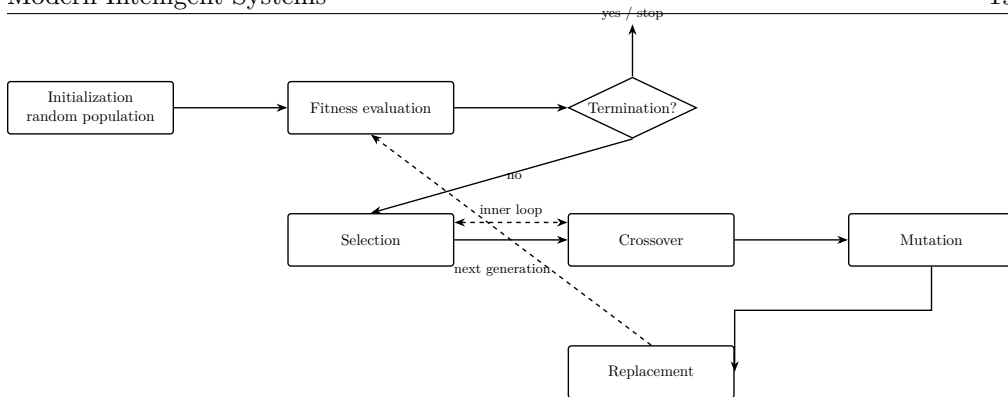 Modern Intelligent Systems
yes / stop
Initialization
random population
Fitness evaluation
Termination?
no
inner loop
Selection
Crossover
Mutation
next generation
Replacement